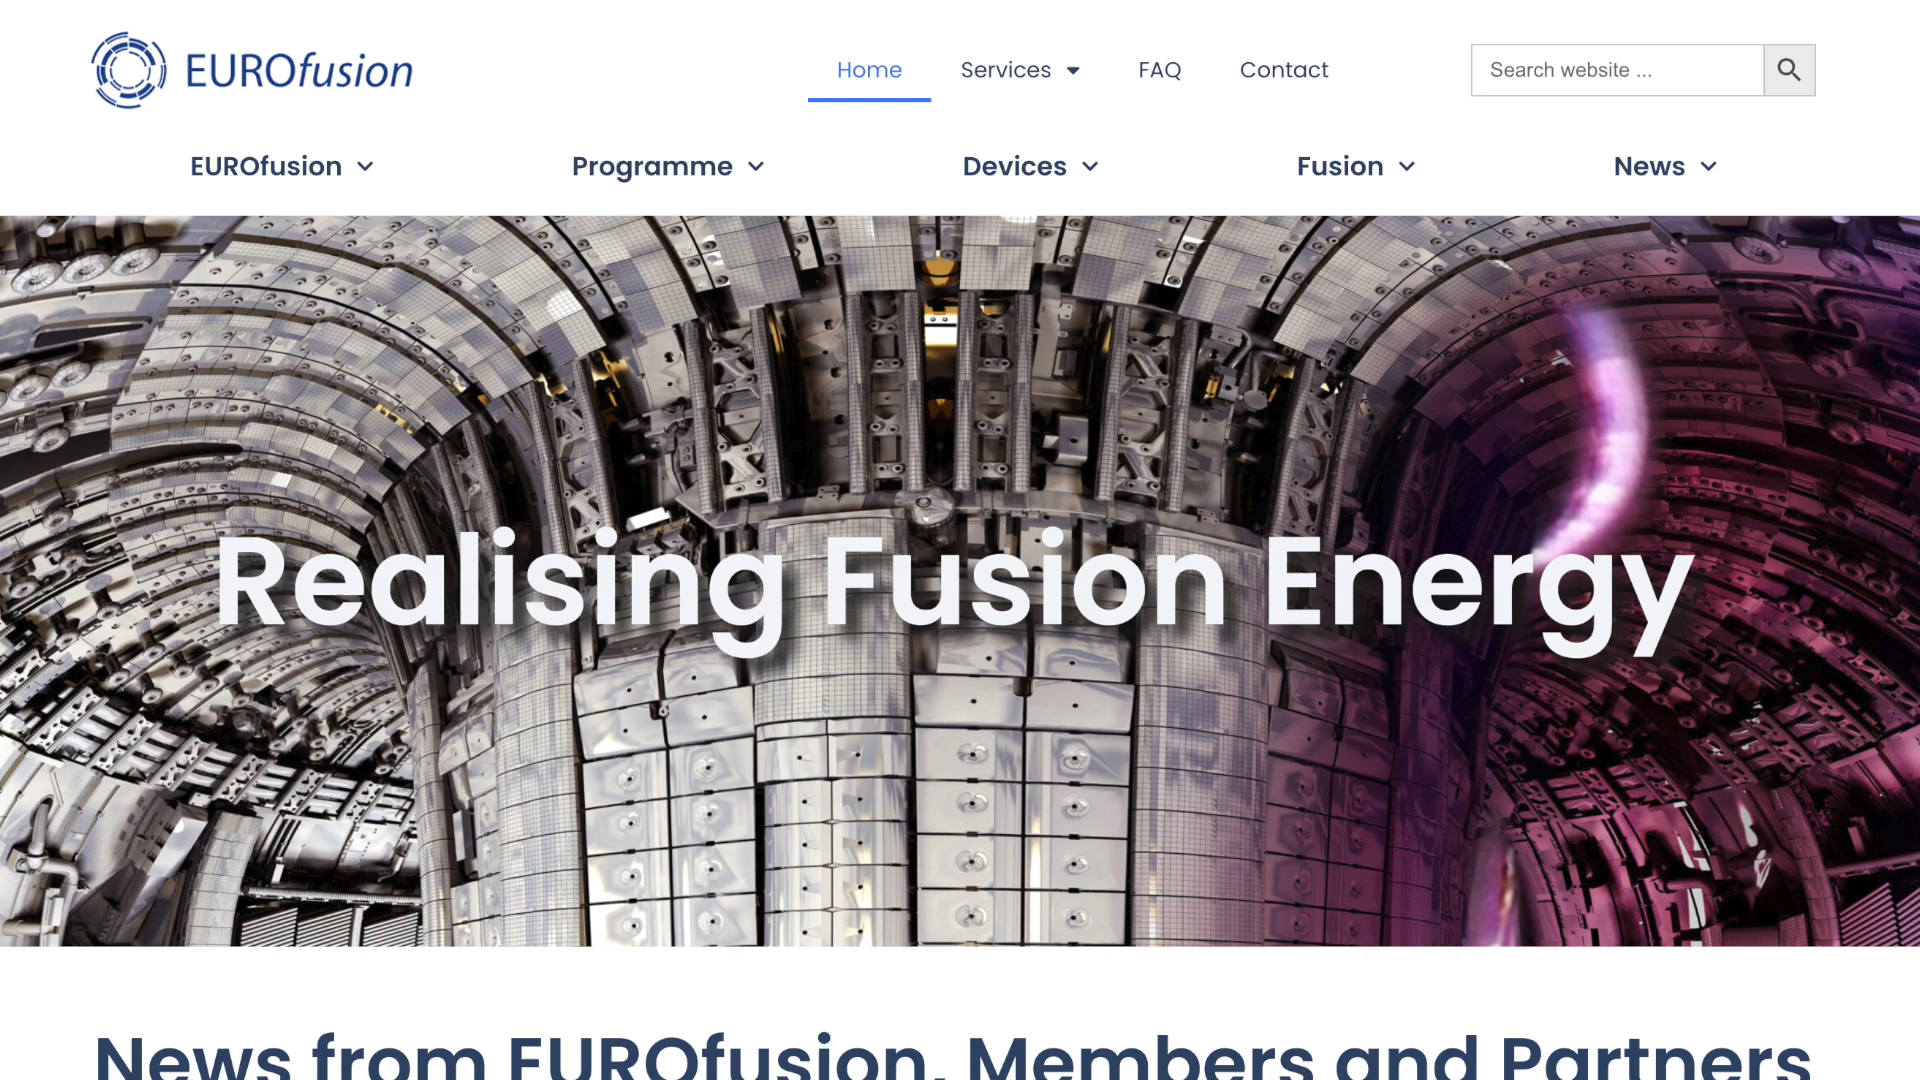 EUROfusion
Home Services FAQ Contact
Search website ...
EUROfusion Programme Devices Fusion News
Realising Fusion Energy
News from EUROfusion, Members and Partners